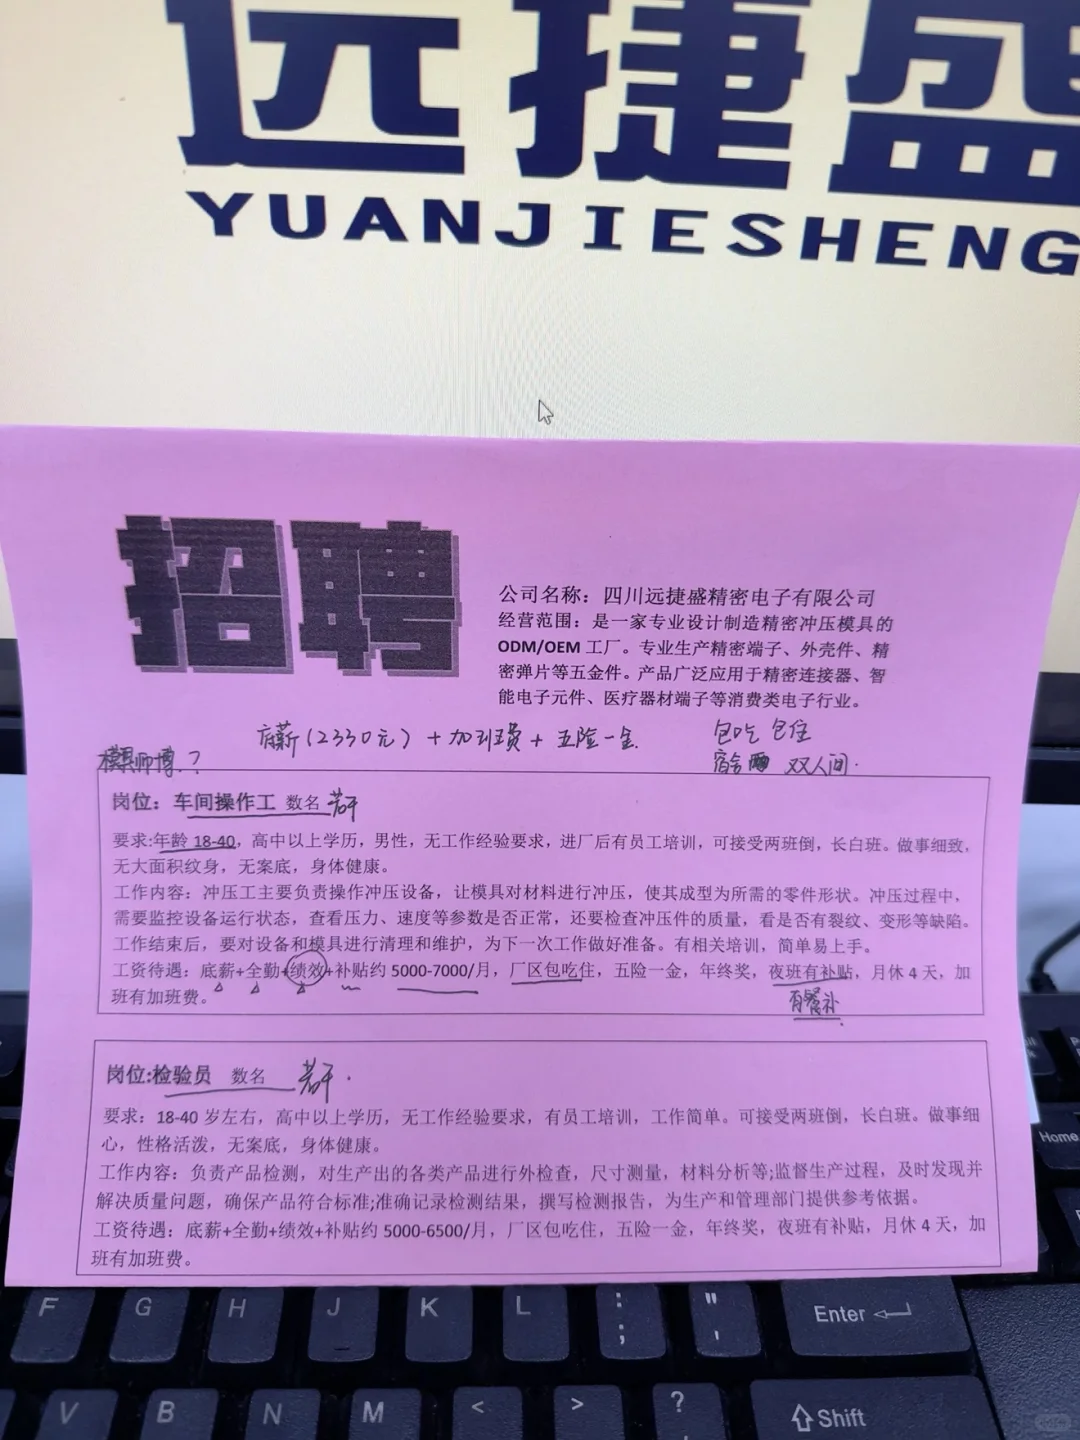 远捷盛
YUANJIESHENG
招聘
公司名称：四川远捷盛精密电子有限公司
经营范围：是一家专业设计制造精密冲压模具的
ODM/OEM 工厂。专业生产精密端子、外壳件、精
密弹片等五金件。产品广泛应用于精密连接器、智
能电子元件、医疗器材端子等消费类电子行业。
底薪(2330元)+加班费+五险一金.
包吃 包住
模具师傅.？
宿舍 双人间.
岗位：车间操作工 数名 若干
要求:年龄 18-40，高中以上学历，男性，无工作经验要求，进厂后有员工培训，可接受两班倒，长白班。做事细致，
无大面积纹身，无案底，身体健康。
工作内容：冲压工主要负责操作冲压设备，让模具对材料进行冲压，使其成型为所需的零件形状。冲压过程中，
需要监控设备运行状态，查看压力、速度等参数是否正常，还要检查冲压件的质量，看是否有裂纹、变形等缺陷。
工作结束后，要对设备和模具进行清理和维护，为下一次工作做好准备。有相关培训，简单易上手。
工资待遇：底薪+全勤+绩效+补贴约 5000-7000/月，厂区包吃住，五险一金，年终奖，夜班有补贴，月休 4 天，加
班有加班费。
有餐补
岗位:检验员 数名 若干.
要求：18-40 岁左右，高中以上学历，无工作经验要求，有员工培训，工作简单。可接受两班倒，长白班。做事细
心，性格活泼，无案底，身体健康。
工作内容：负责产品检测，对生产出的各类产品进行外检查，尺寸测量，材料分析等;监督生产过程，及时发现并
解决质量问题，确保产品符合标准;准确记录检测结果，撰写检测报告，为生产和管理部门提供参考依据。
工资待遇：底薪+全勤+绩效+补贴约 5000-6500/月，厂区包吃住，五险一金，年终奖，夜班有补贴，月休 4 天，加
班有加班费。
Home
F G H J K L : ; " ' Enter
V B N M < > ? Shift